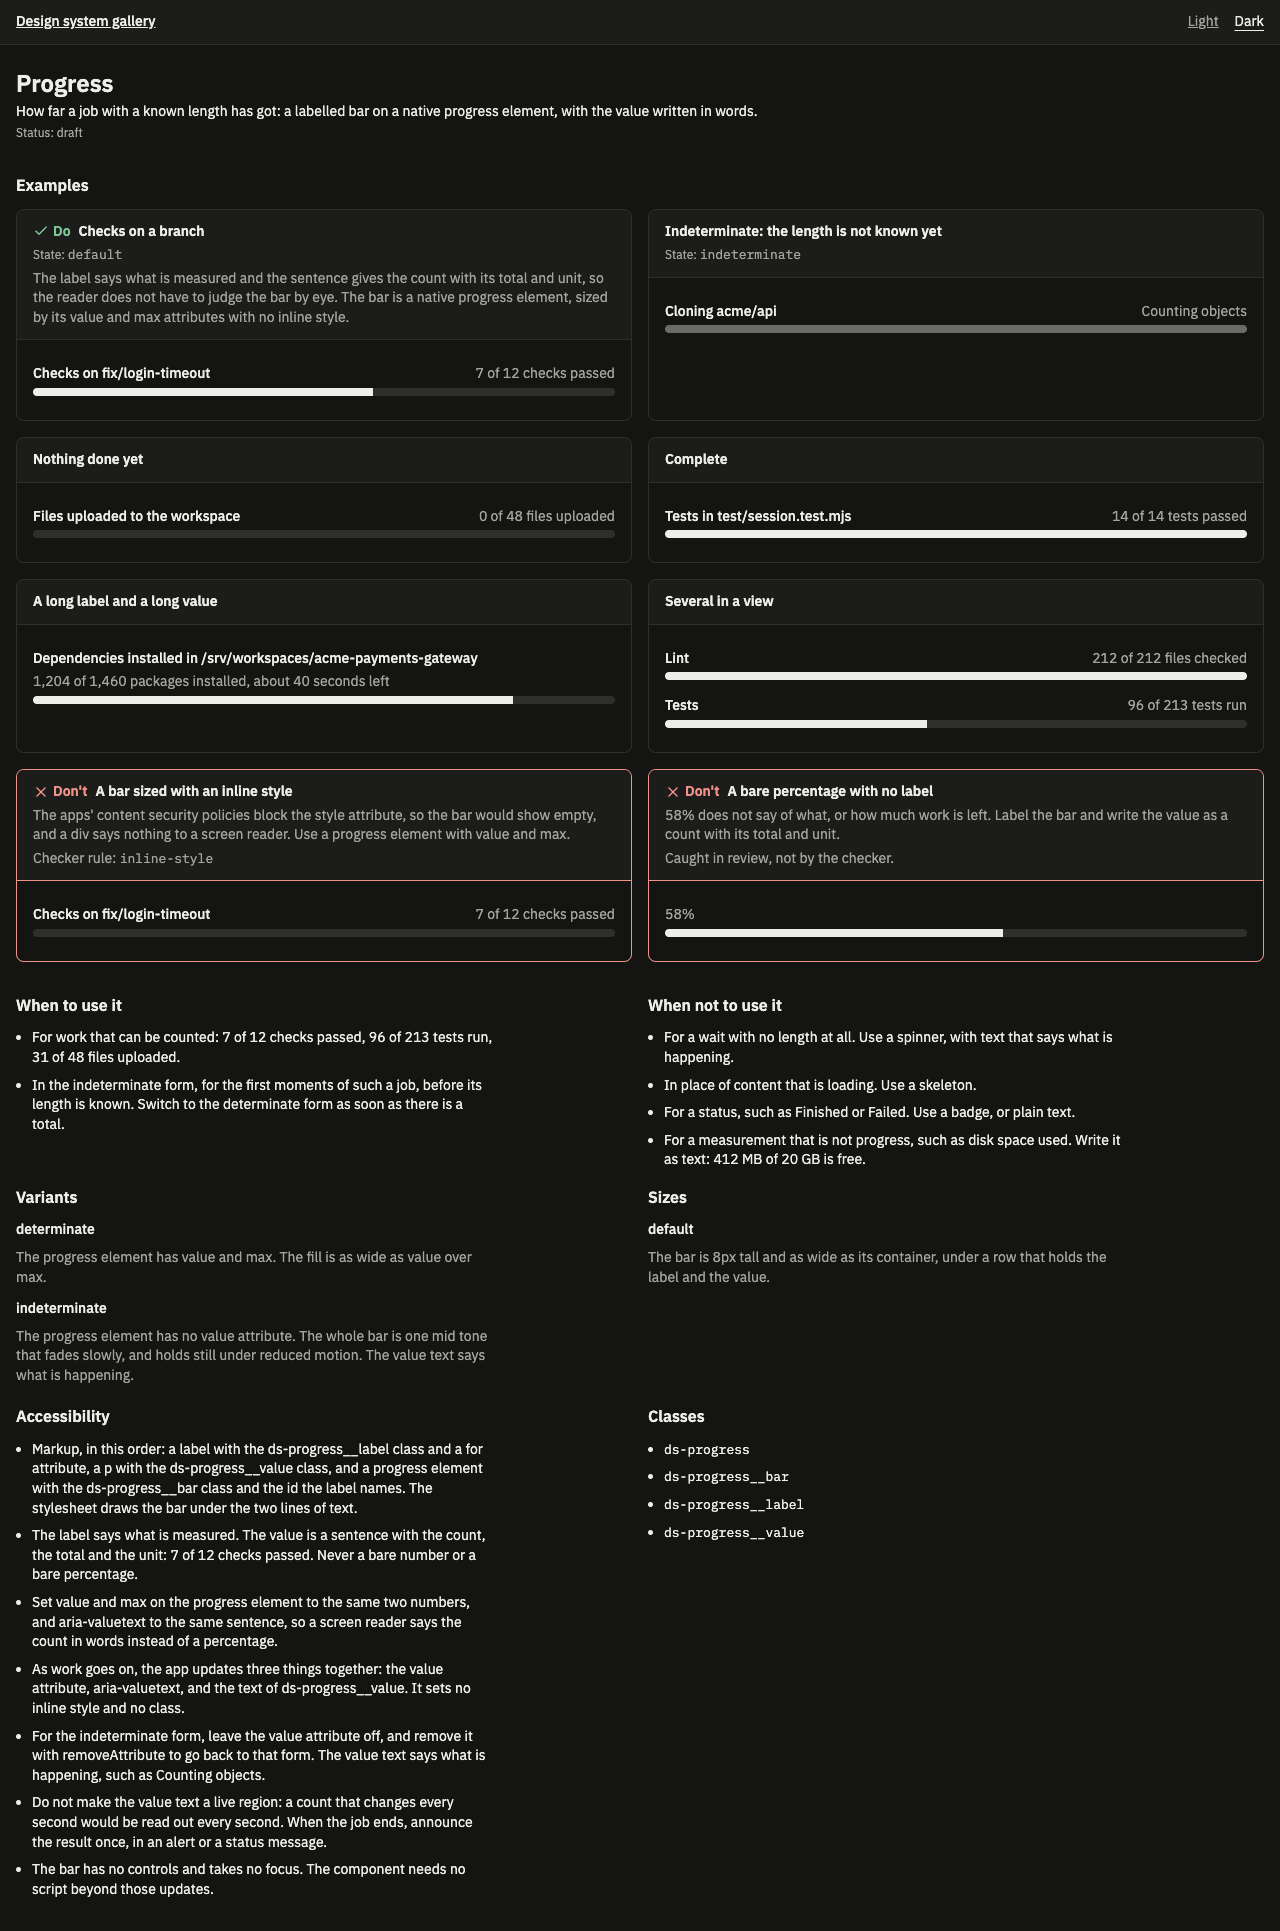 Design system gallery
Light Dark
Progress
How far a job with a known length has got: a labelled bar on a native progress element, with the value written in words.
Status: draft
Examples
Do Checks on a branch
State: default
The label says what is measured and the sentence gives the count with its total and unit, so
the reader does not have to judge the bar by eye. The bar is a native progress element, sized
by its value and max attributes with no inline style.
Checks on fix/login-timeout 7 of 12 checks passed
Indeterminate: the length is not known yet
State: indeterminate
Cloning acme/api Counting objects
Nothing done yet
Files uploaded to the workspace 0 of 48 files uploaded
Complete
Tests in test/session.test.mjs 14 of 14 tests passed
A long label and a long value
Dependencies installed in /srv/workspaces/acme-payments-gateway
1,204 of 1,460 packages installed, about 40 seconds left
Several in a view
Lint 212 of 212 files checked
Tests 96 of 213 tests run
Don't A bar sized with an inline style
The apps' content security policies block the style attribute, so the bar would show empty,
and a div says nothing to a screen reader. Use a progress element with value and max.
Checker rule: inline-style
Checks on fix/login-timeout 7 of 12 checks passed
Don't A bare percentage with no label
58% does not say of what, or how much work is left. Label the bar and write the value as a
count with its total and unit.
Caught in review, not by the checker.
58%
When to use it
For work that can be counted: 7 of 12 checks passed, 96 of 213 tests run,
31 of 48 files uploaded.
In the indeterminate form, for the first moments of such a job, before its
length is known. Switch to the determinate form as soon as there is a
total.
When not to use it
For a wait with no length at all. Use a spinner, with text that says what is
happening.
In place of content that is loading. Use a skeleton.
For a status, such as Finished or Failed. Use a badge, or plain text.
For a measurement that is not progress, such as disk space used. Write it
as text: 412 MB of 20 GB is free.
Variants
determinate
The progress element has value and max. The fill is as wide as value over
max.
indeterminate
The progress element has no value attribute. The whole bar is one mid tone
that fades slowly, and holds still under reduced motion. The value text says
what is happening.
Sizes
default
The bar is 8px tall and as wide as its container, under a row that holds the
label and the value.
Accessibility
Markup, in this order: a label with the ds-progress__label class and a for
attribute, a p with the ds-progress__value class, and a progress element
with the ds-progress__bar class and the id the label names. The
stylesheet draws the bar under the two lines of text.
The label says what is measured. The value is a sentence with the count,
the total and the unit: 7 of 12 checks passed. Never a bare number or a
bare percentage.
Set value and max on the progress element to the same two numbers,
and aria-valuetext to the same sentence, so a screen reader says the
count in words instead of a percentage.
As work goes on, the app updates three things together: the value
attribute, aria-valuetext, and the text of ds-progress__value. It sets no
inline style and no class.
For the indeterminate form, leave the value attribute off, and remove it
with removeAttribute to go back to that form. The value text says what is
happening, such as Counting objects.
Do not make the value text a live region: a count that changes every
second would be read out every second. When the job ends, announce
the result once, in an alert or a status message.
The bar has no controls and takes no focus. The component needs no
script beyond those updates.
Classes
ds-progress
ds-progress__bar
ds-progress__label
ds-progress__value